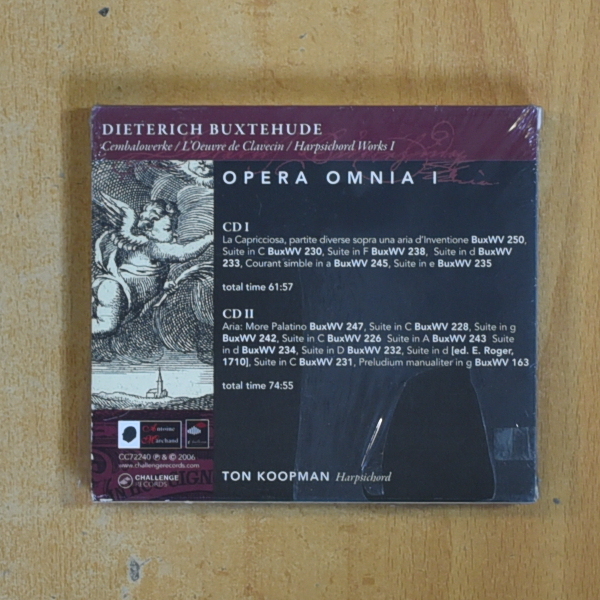 DIETERICH BUXTEHUDE
Cembalowerke / L'Oeuvre de Clavecin / Harpsichord Works I
OPERA OMNIA I
CD I
La Capricciosa, partite diverse sopra una aria d'Inventione BuxWV 250,
Suite in C BuxWV 230, Suite in F BuxWV 238, Suite in d BuxWV
233, Courant simble in a BuxWV 245, Suite in e BuxWV 235
total time 61:57
CD II
Aria: More Palatino BuxWV 247, Suite in C BuxWV 228, Suite in g
BuxWV 242, Suite in C BuxWV 226 Suite in A BuxWV 243 Suite
in d BuxWV 234, Suite in D BuxWV 232, Suite in d [ed. E. Roger,
1710], Suite in C BuxWV 231, Preludium manualiter in g BuxWV 163
total time 74:55
Antoine
Marchand
CC72240 ℗ & © 2006
www.challengerecords.com
CHALLENGE
RECORDS
TON KOOPMAN Harpsichord